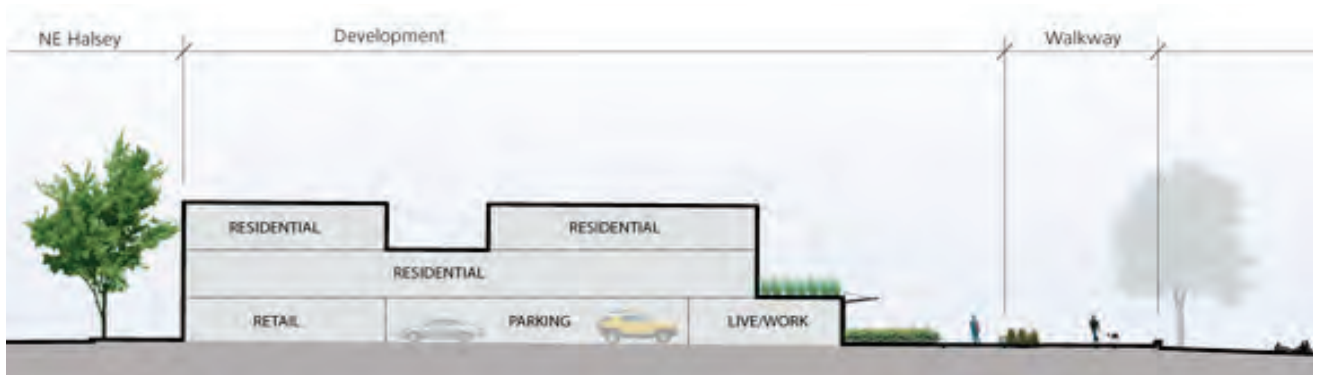 NE Halsey
Development
Walkway
RESIDENTIAL
RESIDENTIAL
RESIDENTIAL
RETAIL
PARKING
LIVE/WORK